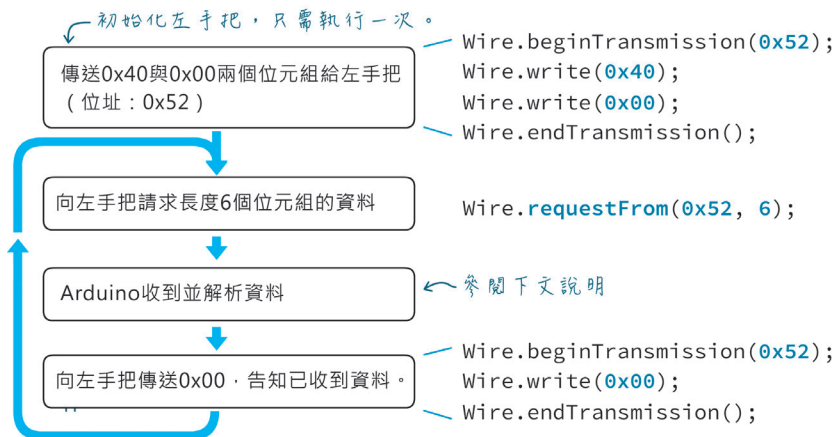 初始化左手把，只需執行一次。
傳送0x40與0x00兩個位元組給左手把
（位址：0x52）
Wire.beginTransmission(0x52);
Wire.write(0x40);
Wire.write(0x00);
Wire.endTransmission();
向左手把請求長度6個位元組的資料
Wire.requestFrom(0x52, 6);
Arduino收到並解析資料
參閱下文說明
向左手把傳送0x00，告知已收到資料。
Wire.beginTransmission(0x52);
Wire.write(0x00);
Wire.endTransmission();